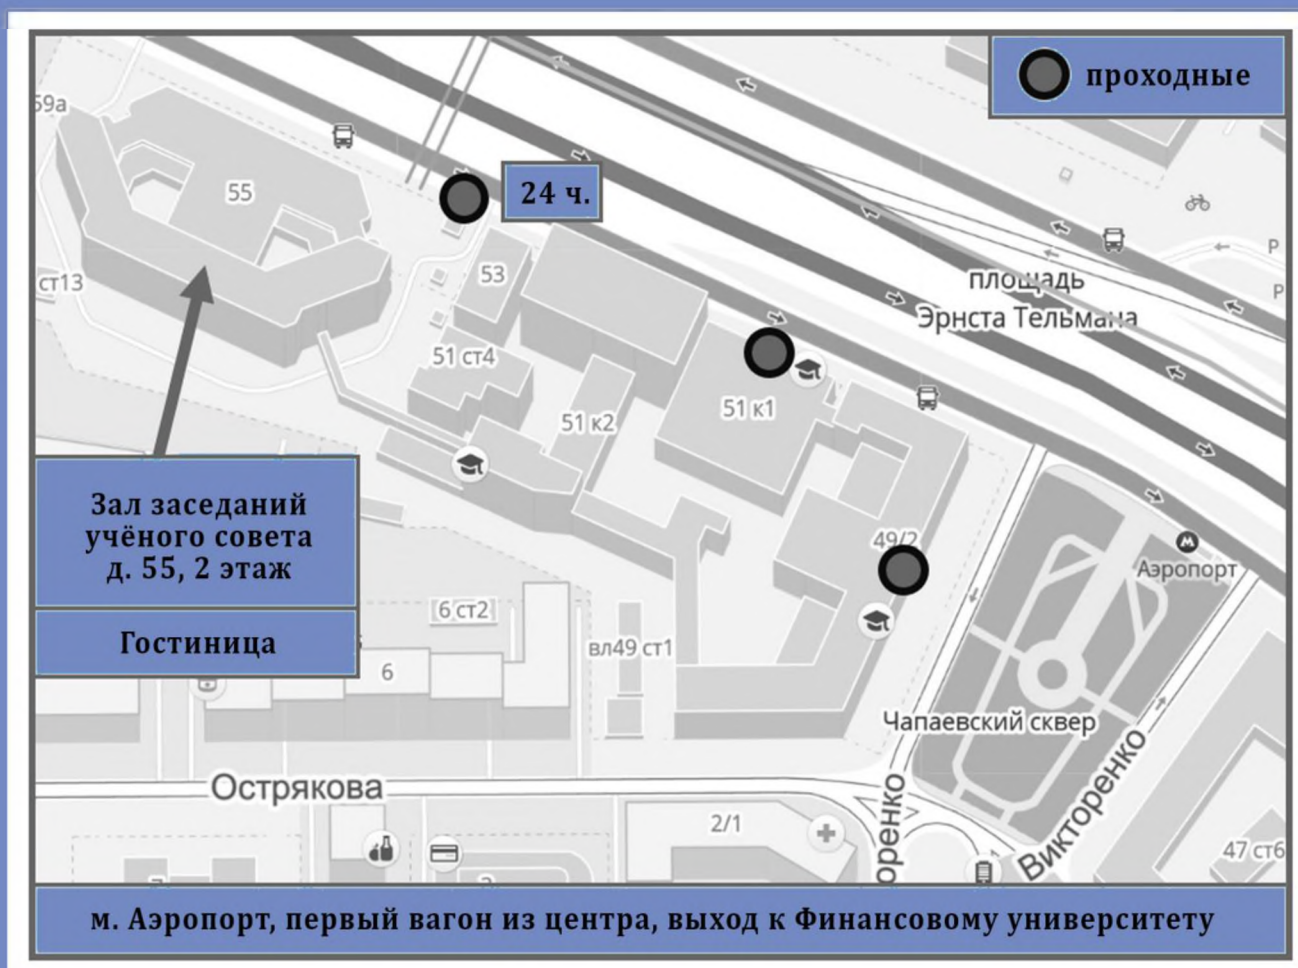 проходные
59а
55
24 ч.
53
ст13
площадь
Эрнста Тельмана
Р
Р
51 ст4
51 к1
51 к2
Зал заседаний
учёного совета
д. 55, 2 этаж
Гостиница
49/2
М
Аэропорт
6 ст2
6
вл49 ст1
Чапаевский сквер
Острякова
2/1
оренко
Викторенко
47 ст6
м. Аэропорт, первый вагон из центра, выход к Финансовому университету